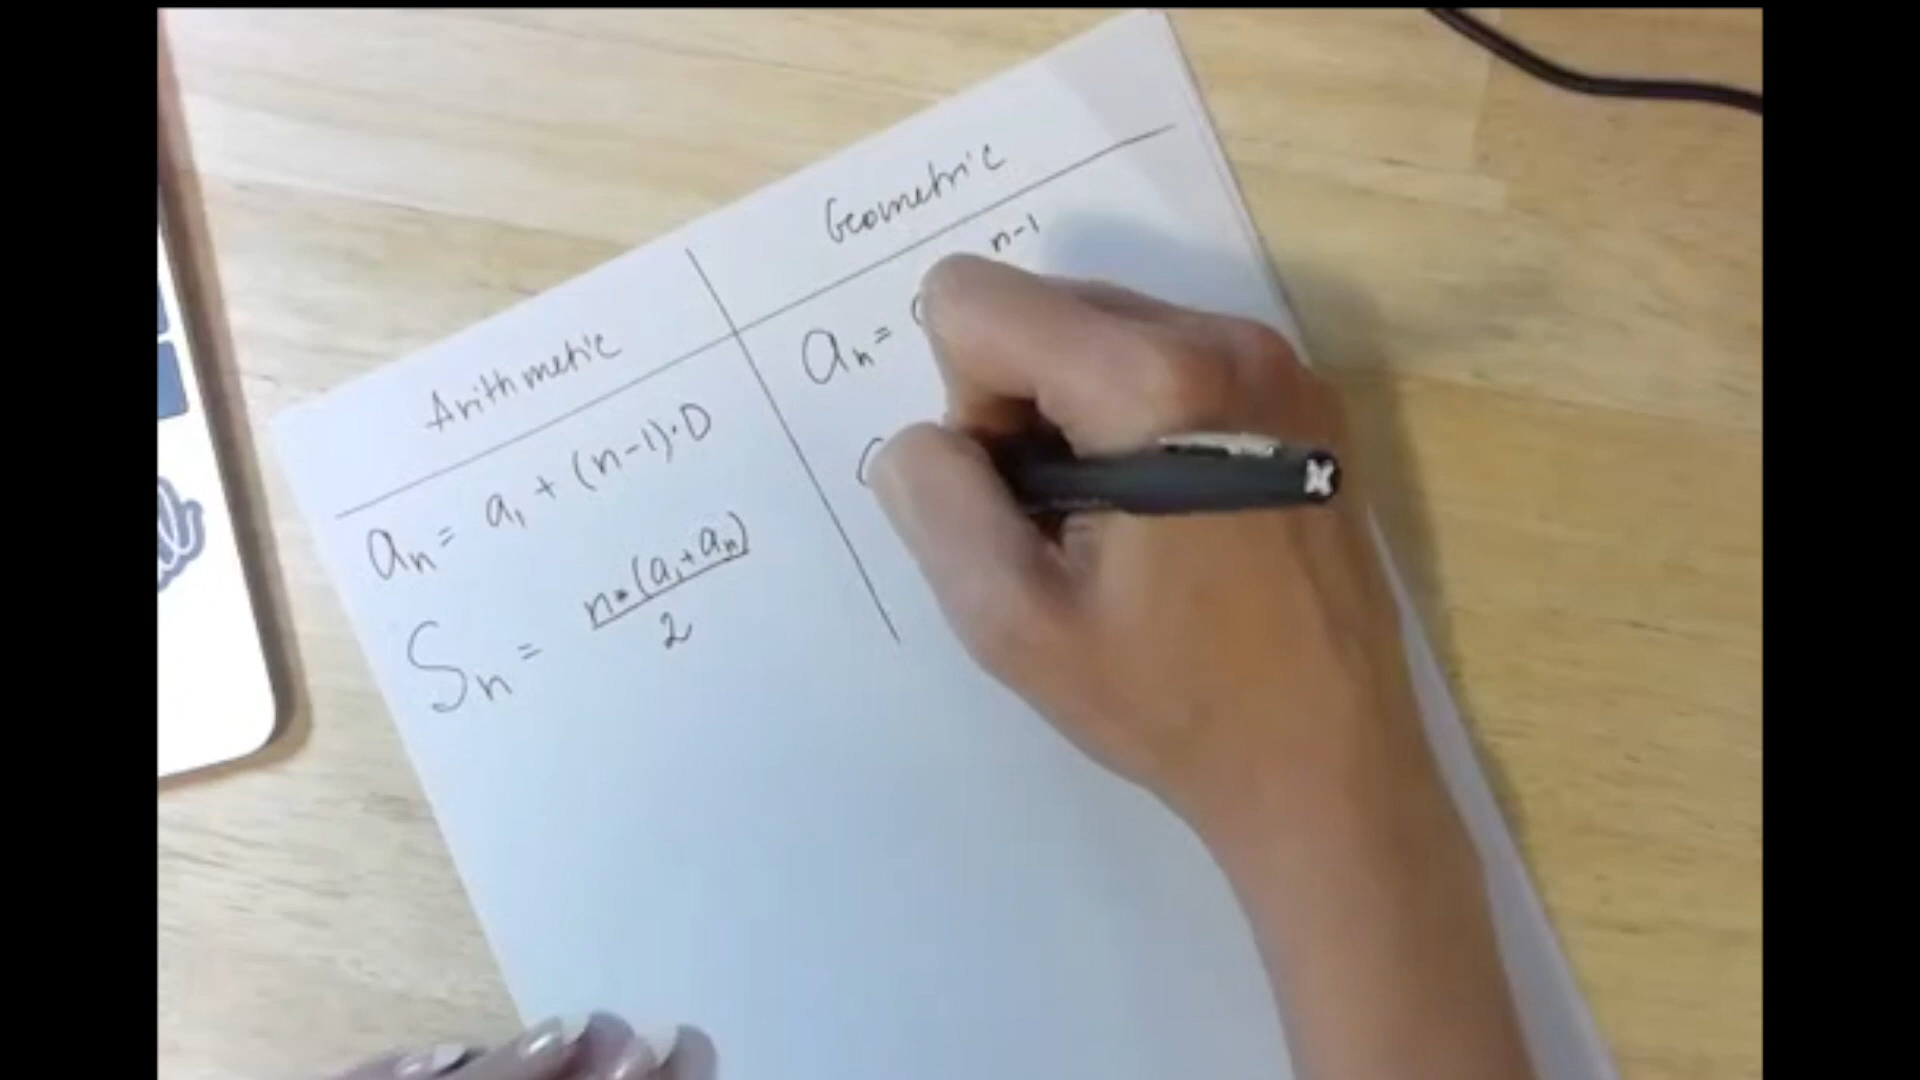 Arithmetic
aₙ = a₁ + (n-1)·D
Sₙ = n•(a₁+aₙ)
2
Geometric
n-1
aₙ =